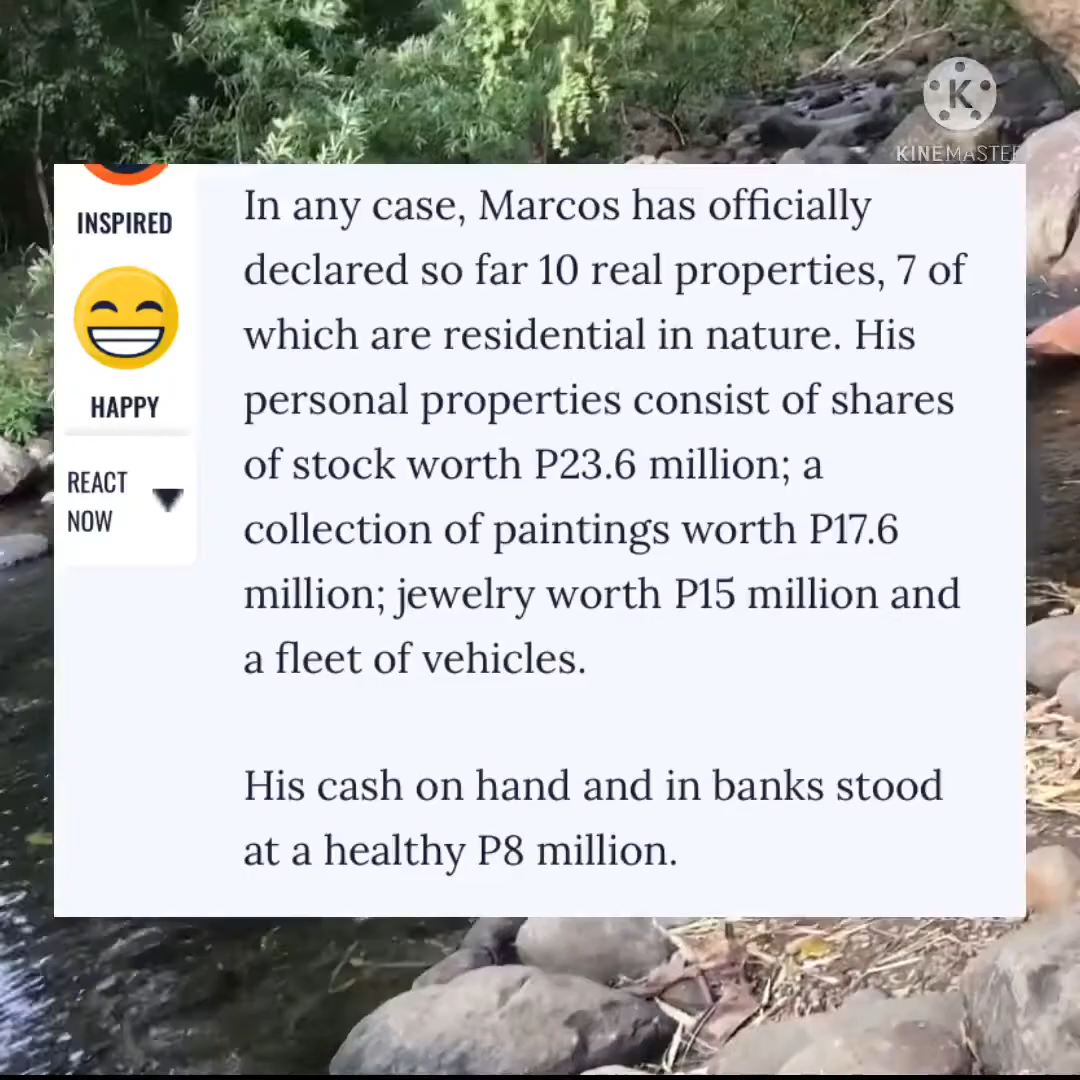 K
KINEMASTE
INSPIRED
HAPPY
REACT
NOW
In any case, Marcos has officially
declared so far 10 real properties, 7 of
which are residential in nature. His
personal properties consist of shares
of stock worth P23.6 million; a
collection of paintings worth P17.6
million; jewelry worth P15 million and
a fleet of vehicles.
His cash on hand and in banks stood
at a healthy P8 million.